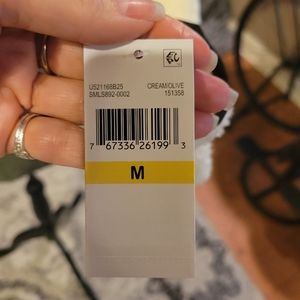 U521168B25 CREAM/OLIVE
SMLS892-0002 151358
7 67336 26199 3
M